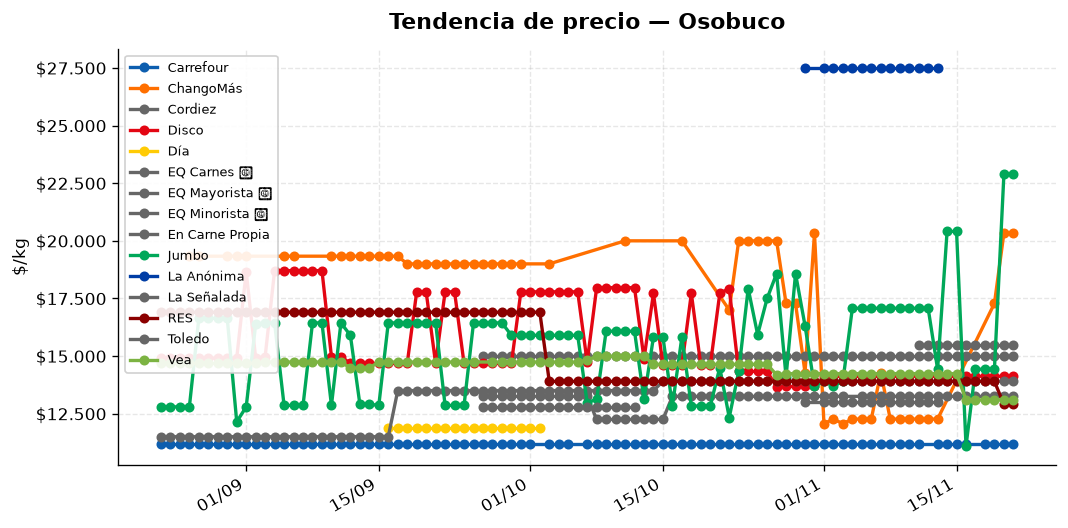 Tendencia de precio — Osobuco
$27.500
$25.000
$22.500
$20.000
$17.500
$15.000
$12.500
$/kg
Carrefour
ChangoMás
Cordiez
Disco
Día
EQ Carnes
EQ Mayorista
EQ Minorista
En Carne Propia
Jumbo
La Anónima
La Señalada
RES
Toledo
Vea
01/09
15/09
01/10
15/10
01/11
15/11